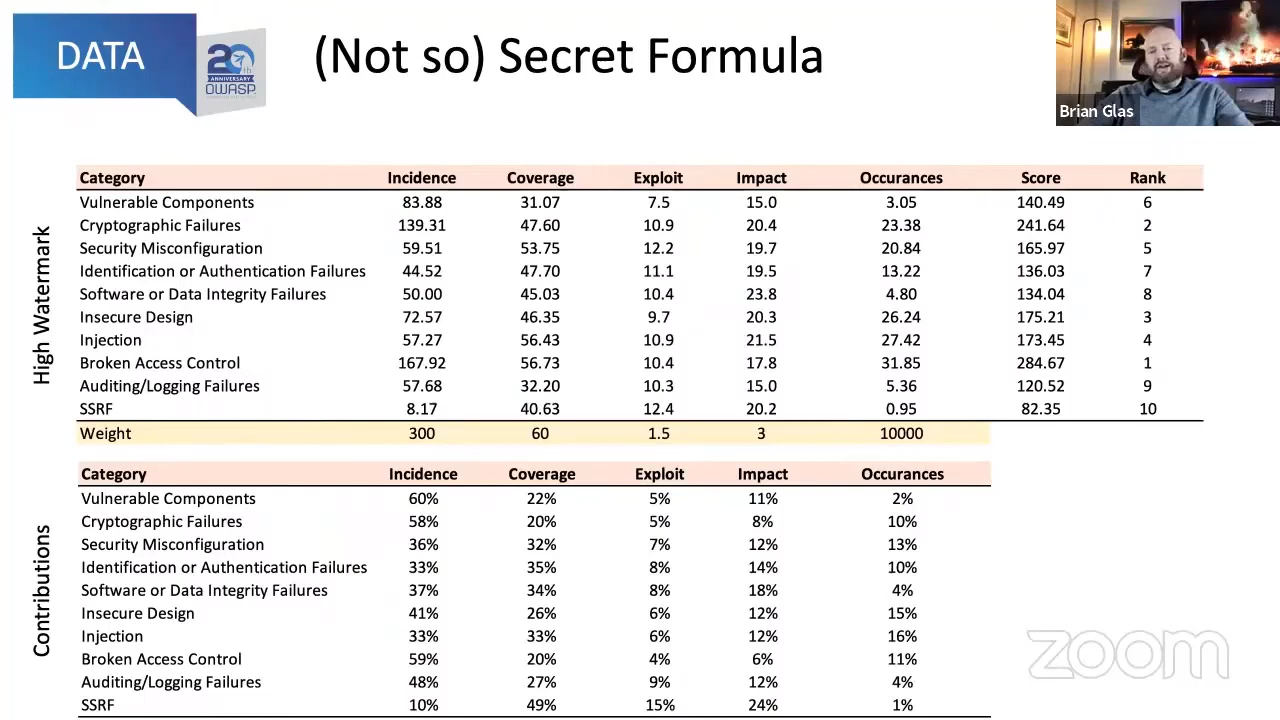 DATA
20th
ANNIVERSARY
OWASP
(Not so) Secret Formula
Brian Glas
High Watermark
Category Incidence Coverage Exploit Impact Occurances Score Rank
Vulnerable Components 83.88 31.07 7.5 15.0 3.05 140.49 6
Cryptographic Failures 139.31 47.60 10.9 20.4 23.38 241.64 2
Security Misconfiguration 59.51 53.75 12.2 19.7 20.84 165.97 5
Identification or Authentication Failures 44.52 47.70 11.1 19.5 13.22 136.03 7
Software or Data Integrity Failures 50.00 45.03 10.4 23.8 4.80 134.04 8
Insecure Design 72.57 46.35 9.7 20.3 26.24 175.21 3
Injection 57.27 56.43 10.9 21.5 27.42 173.45 4
Broken Access Control 167.92 56.73 10.4 17.8 31.85 284.67 1
Auditing/Logging Failures 57.68 32.20 10.3 15.0 5.36 120.52 9
SSRF 8.17 40.63 12.4 20.2 0.95 82.35 10
Weight 300 60 1.5 3 10000
Contributions
Category Incidence Coverage Exploit Impact Occurances
Vulnerable Components 60% 22% 5% 11% 2%
Cryptographic Failures 58% 20% 5% 8% 10%
Security Misconfiguration 36% 32% 7% 12% 13%
Identification or Authentication Failures 33% 35% 8% 14% 10%
Software or Data Integrity Failures 37% 34% 8% 18% 4%
Insecure Design 41% 26% 6% 12% 15%
Injection 33% 33% 6% 12% 16%
Broken Access Control 59% 20% 4% 6% 11%
Auditing/Logging Failures 48% 27% 9% 12% 4%
SSRF 10% 49% 15% 24% 1%
zoom